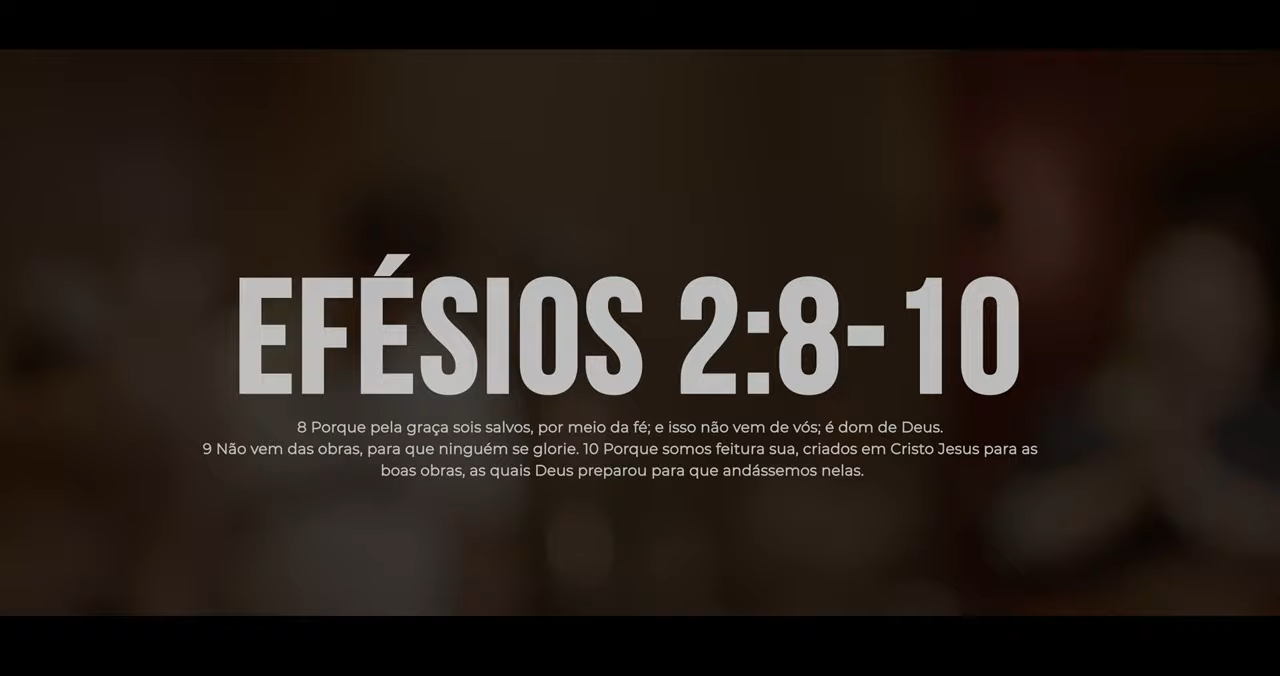 EFÉSIOS 2:8-10
8 Porque pela graça sois salvos, por meio da fé; e isso não vem de vós; é dom de Deus.
9 Não vem das obras, para que ninguém se glorie. 10 Porque somos feitura sua, criados em Cristo Jesus para as
boas obras, as quais Deus preparou para que andássemos nelas.